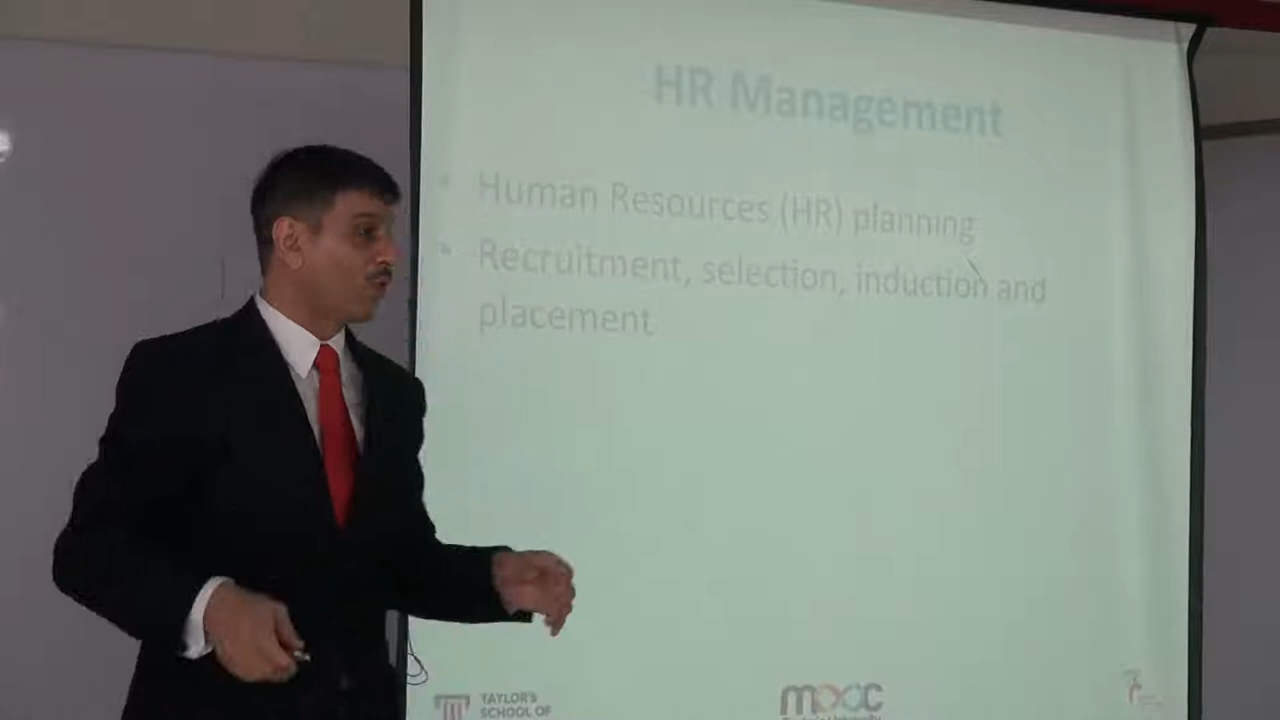 HR Management
• Human Resources (HR) planning
• Recruitment, selection, induction and
placement
TAYLOR'S
SCHOOL OF
mooc